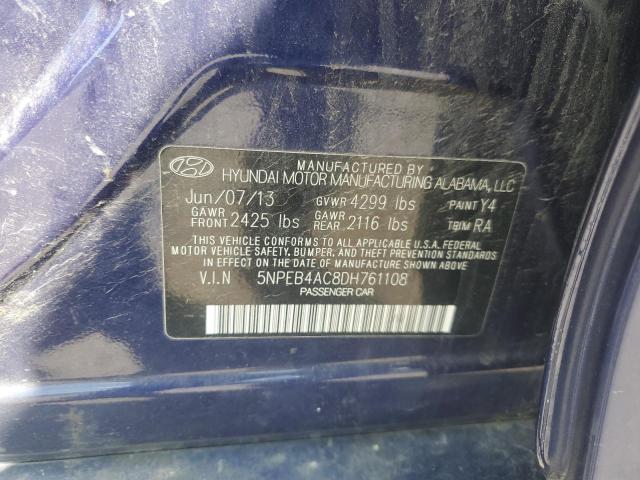 MANUFACTURED BY
HYUNDAI MOTOR MANUFACTURING ALABAMA, LLC
Jun/07/13 GVWR 4299 lbs PAINT Y4
GAWR FRONT 2425 lbs GAWR REAR 2116 lbs TRIM RA
THIS VEHICLE CONFORMS TO ALL APPLICABLE U.S.A. FEDERAL
MOTOR VEHICLE SAFETY, BUMPER, AND THEFT PREVENTION STANDARDS
IN EFFECT ON THE DATE OF MANUFACTURE SHOWN ABOVE.
V.I.N 5NPEB4AC8DH761108
PASSENGER CAR